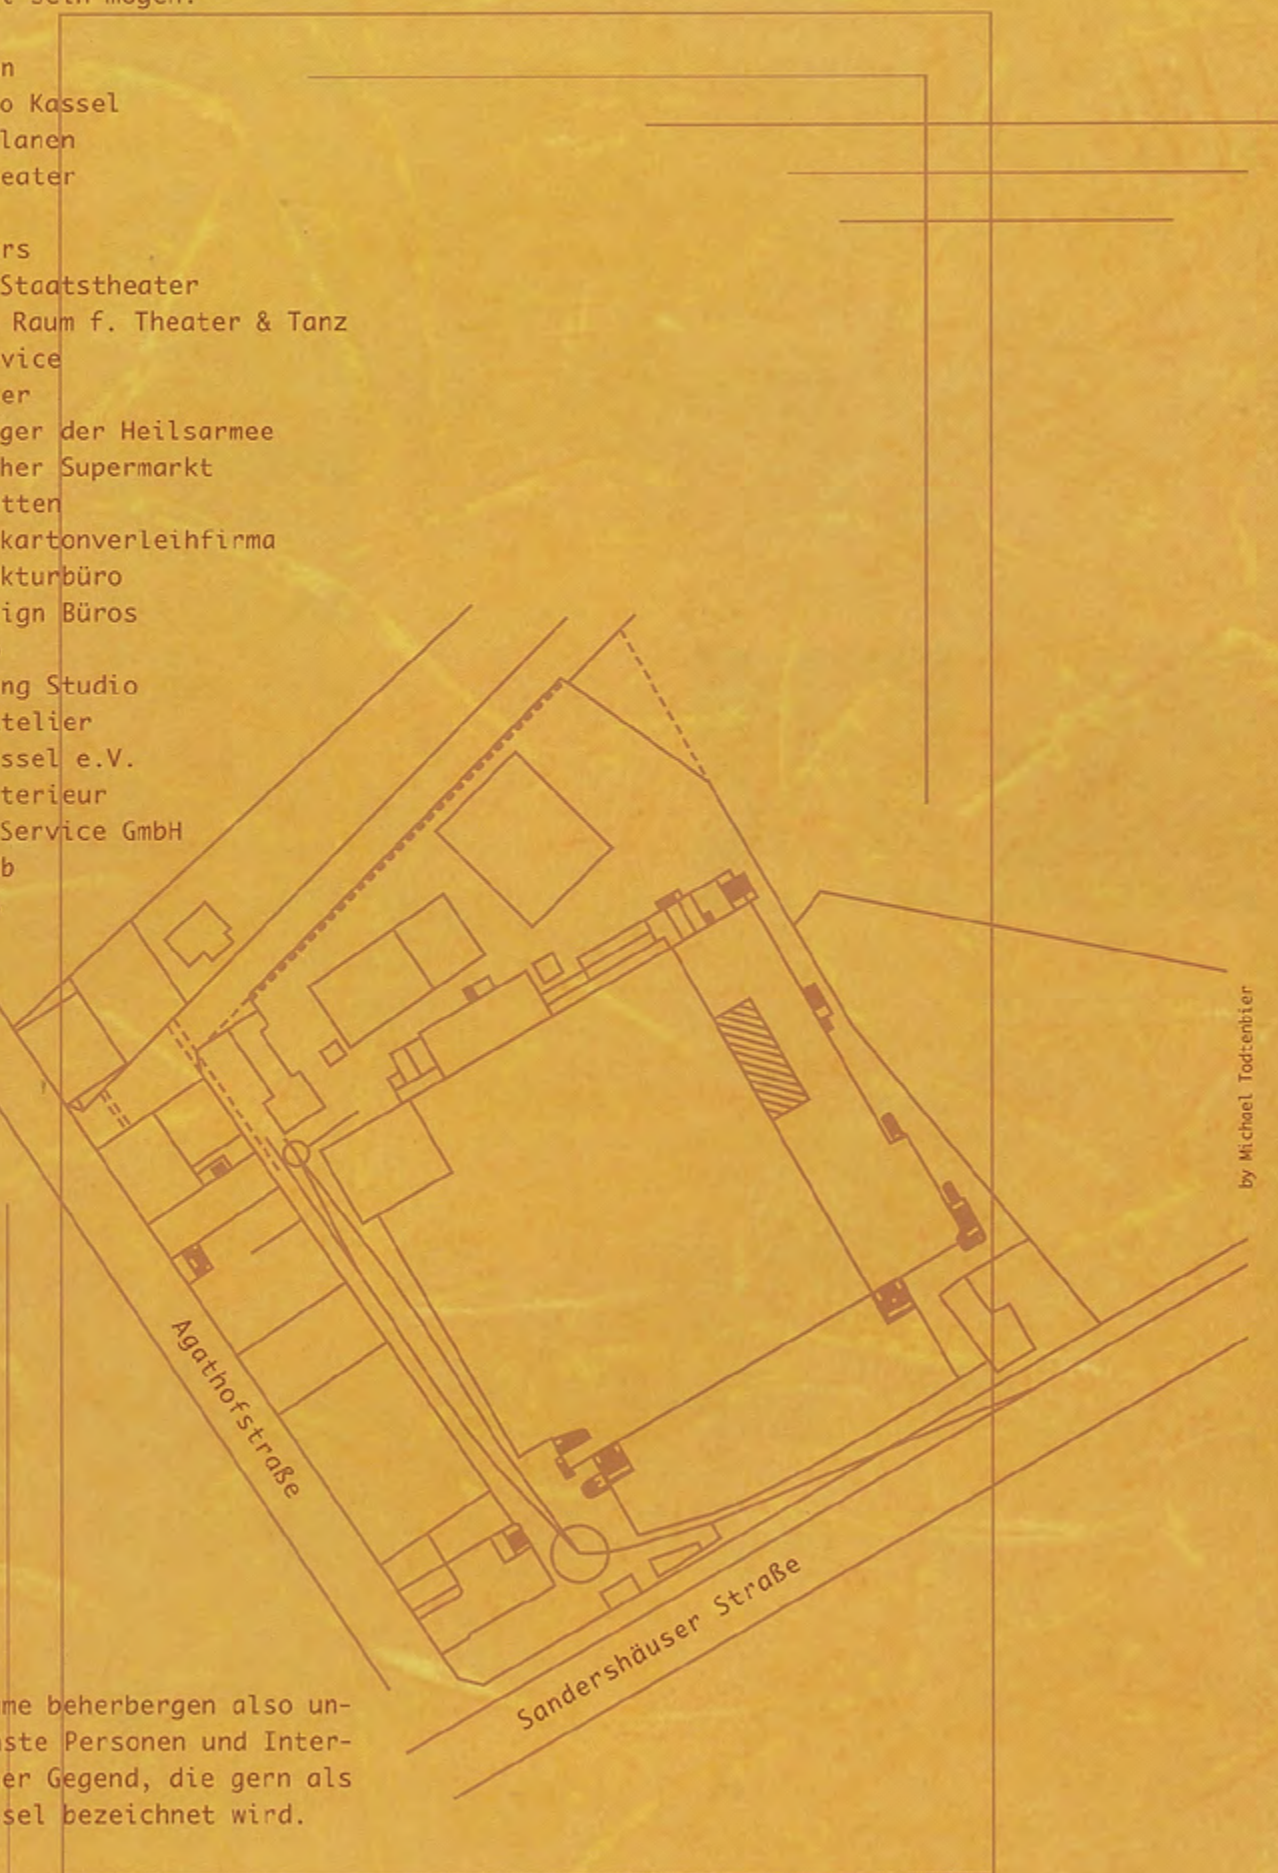 t sein mögen.
n
o Kassel
lanen
eater
rs
Staatstheater
Raum f. Theater & Tanz
vice
er
ger der Heilsarmee
her Supermarkt
tten
kartonverleihfirma
kturbüro
ign Büros
ng Studio
telier
ssel e.V.
terieur
Service GmbH
b
by Michael Todtenbier
Agathofstraße
Sandershäuser Straße
me beherbergen also un-
ste Personen und Inter-
er Gegend, die gern als
sel bezeichnet wird.